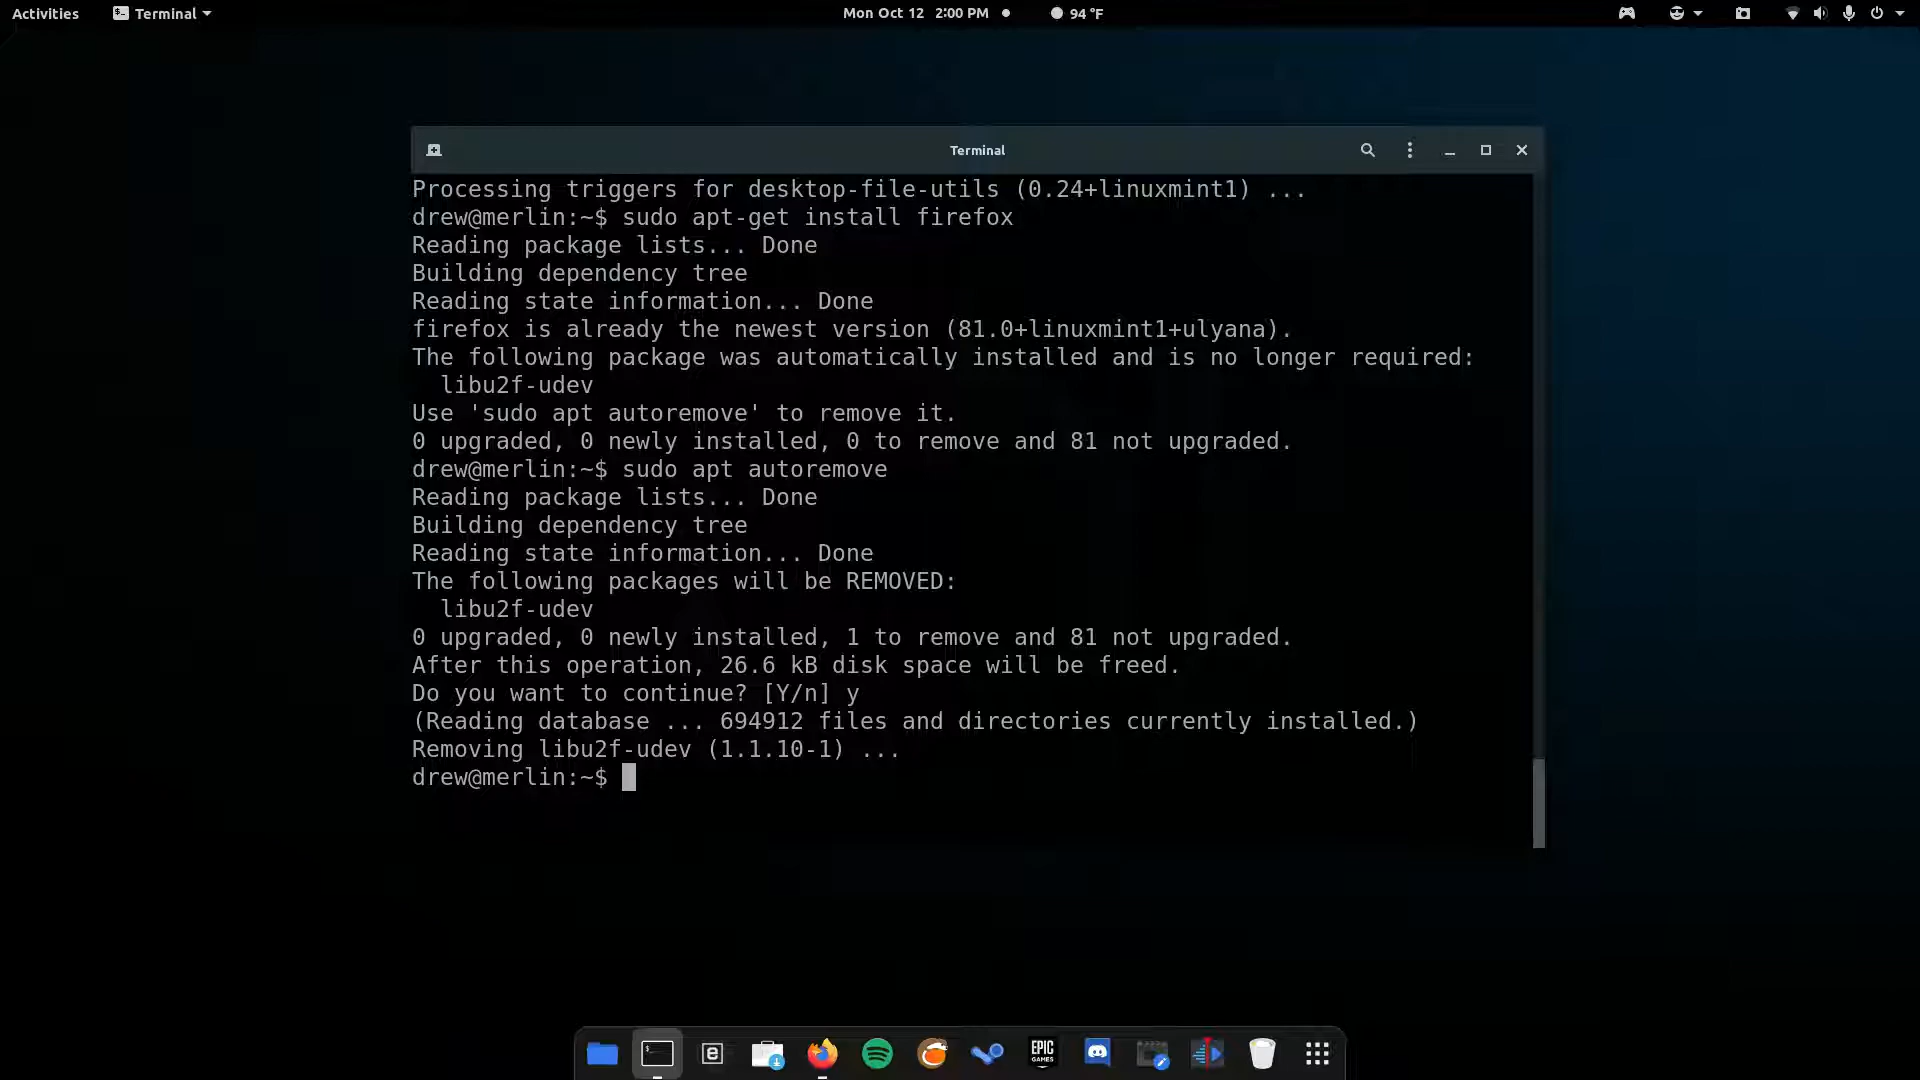 Activities
Terminal
Mon Oct 12 2:00 PM
94 °F
Terminal
Processing triggers for desktop-file-utils (0.24+linuxmint1) ...
drew@merlin:~$ sudo apt-get install firefox
Reading package lists... Done
Building dependency tree
Reading state information... Done
firefox is already the newest version (81.0+linuxmint1+ulyana).
The following package was automatically installed and is no longer required:
  libu2f-udev
Use 'sudo apt autoremove' to remove it.
0 upgraded, 0 newly installed, 0 to remove and 81 not upgraded.
drew@merlin:~$ sudo apt autoremove
Reading package lists... Done
Building dependency tree
Reading state information... Done
The following packages will be REMOVED:
  libu2f-udev
0 upgraded, 0 newly installed, 1 to remove and 81 not upgraded.
After this operation, 26.6 kB disk space will be freed.
Do you want to continue? [Y/n] y
(Reading database ... 694912 files and directories currently installed.)
Removing libu2f-udev (1.1.10-1) ...
drew@merlin:~$
EPIC
GAMES